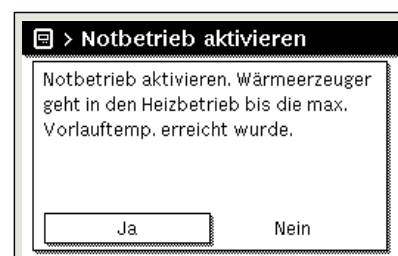 > Notbetrieb aktivieren
Notbetrieb aktivieren. Wärmeerzeuger
geht in den Heizbetrieb bis die max.
Vorlauftemp. erreicht wurde.
Ja Nein